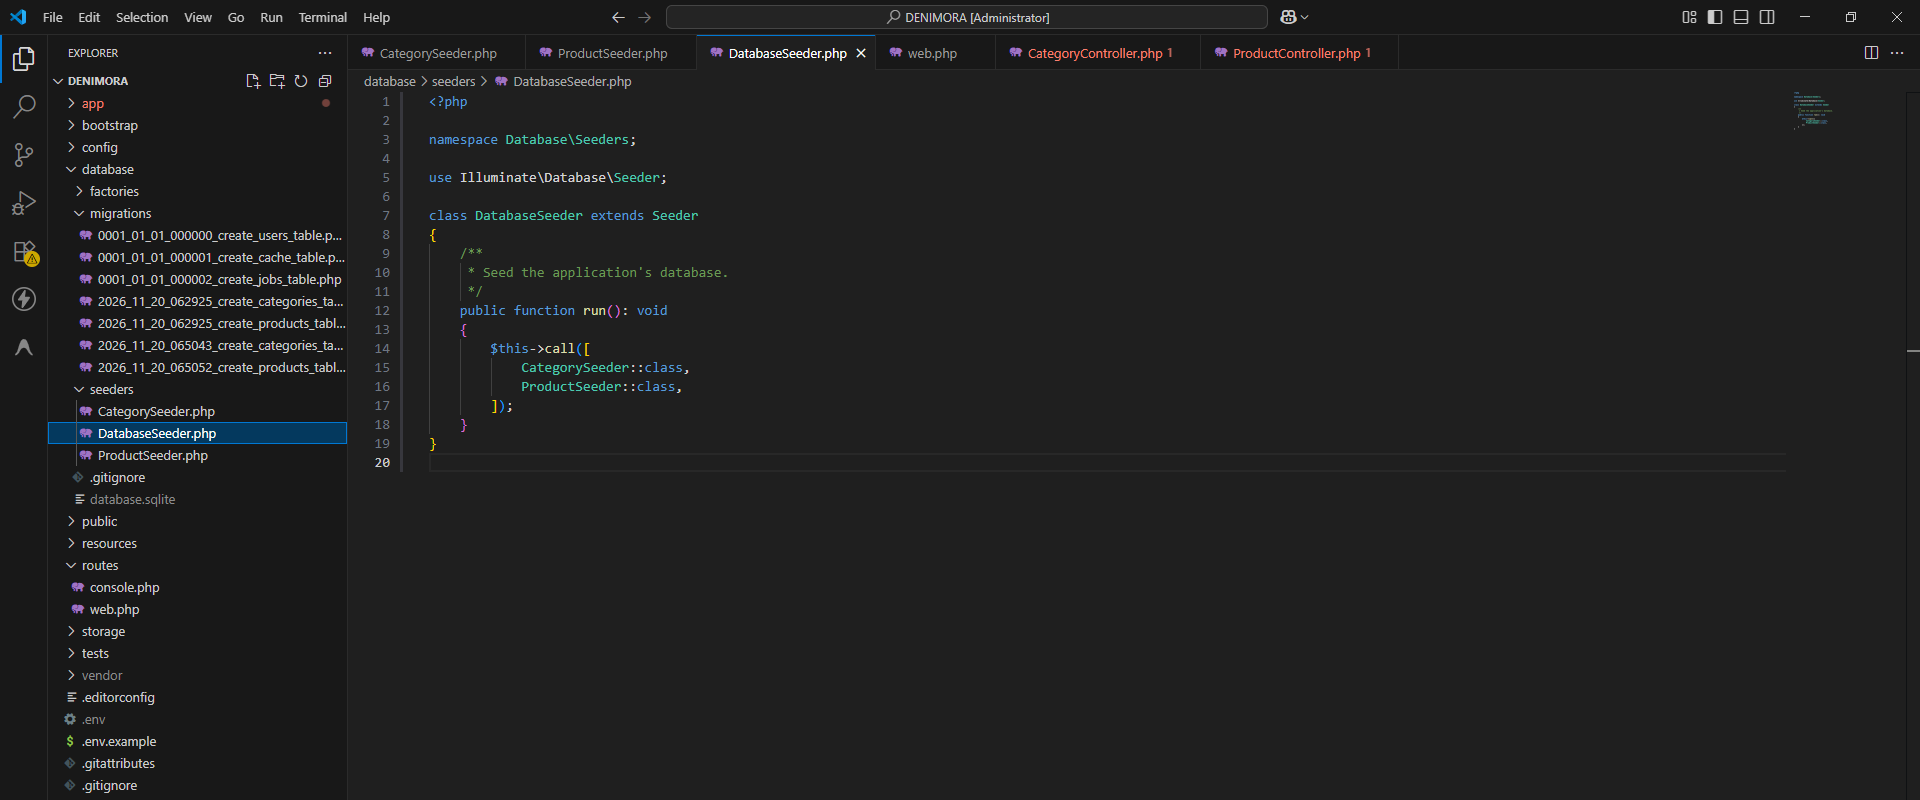 File Edit Selection View Go Run Terminal Help
DENIMORA [Administrator]
EXPLORER
DENIMORA
app
bootstrap
config
database
factories
migrations
0001_01_01_000000_create_users_table.p...
0001_01_01_000001_create_cache_table.p...
0001_01_01_000002_create_jobs_table.php
2026_11_20_062925_create_categories_ta...
2026_11_20_062925_create_products_tabl...
2026_11_20_065043_create_categories_ta...
2026_11_20_065052_create_products_tabl...
seeders
CategorySeeder.php
DatabaseSeeder.php
ProductSeeder.php
.gitignore
database.sqlite
public
resources
routes
console.php
web.php
storage
tests
vendor
.editorconfig
.env
.env.example
.gitattributes
.gitignore
CategorySeeder.php ProductSeeder.php DatabaseSeeder.php web.php CategoryController.php 1 ProductController.php 1
database > seeders > DatabaseSeeder.php
1 <?php
2
3 namespace Database\Seeders;
4
5 use Illuminate\Database\Seeder;
6
7 class DatabaseSeeder extends Seeder
8 {
9 /**
10 * Seed the application's database.
11 */
12 public function run(): void
13 {
14 $this->call([
15 CategorySeeder::class,
16 ProductSeeder::class,
17 ]);
18 }
19 }
20